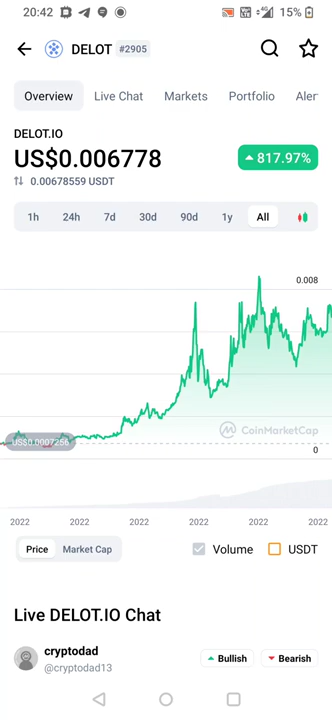 20:42
15%
DELOT #2905
Overview Live Chat Markets Portfolio Aler
DELOT.IO
US$0.006778
817.97%
0.00678559 USDT
1h 24h 7d 30d 90d 1y All
0.008
US$0.0007256
CoinMarketCap
0
2022 2022 2022 2022 2022 2022
Price Market Cap Volume USDT
Live DELOT.IO Chat
cryptodad
Bullish Bearish
@cryptodad13